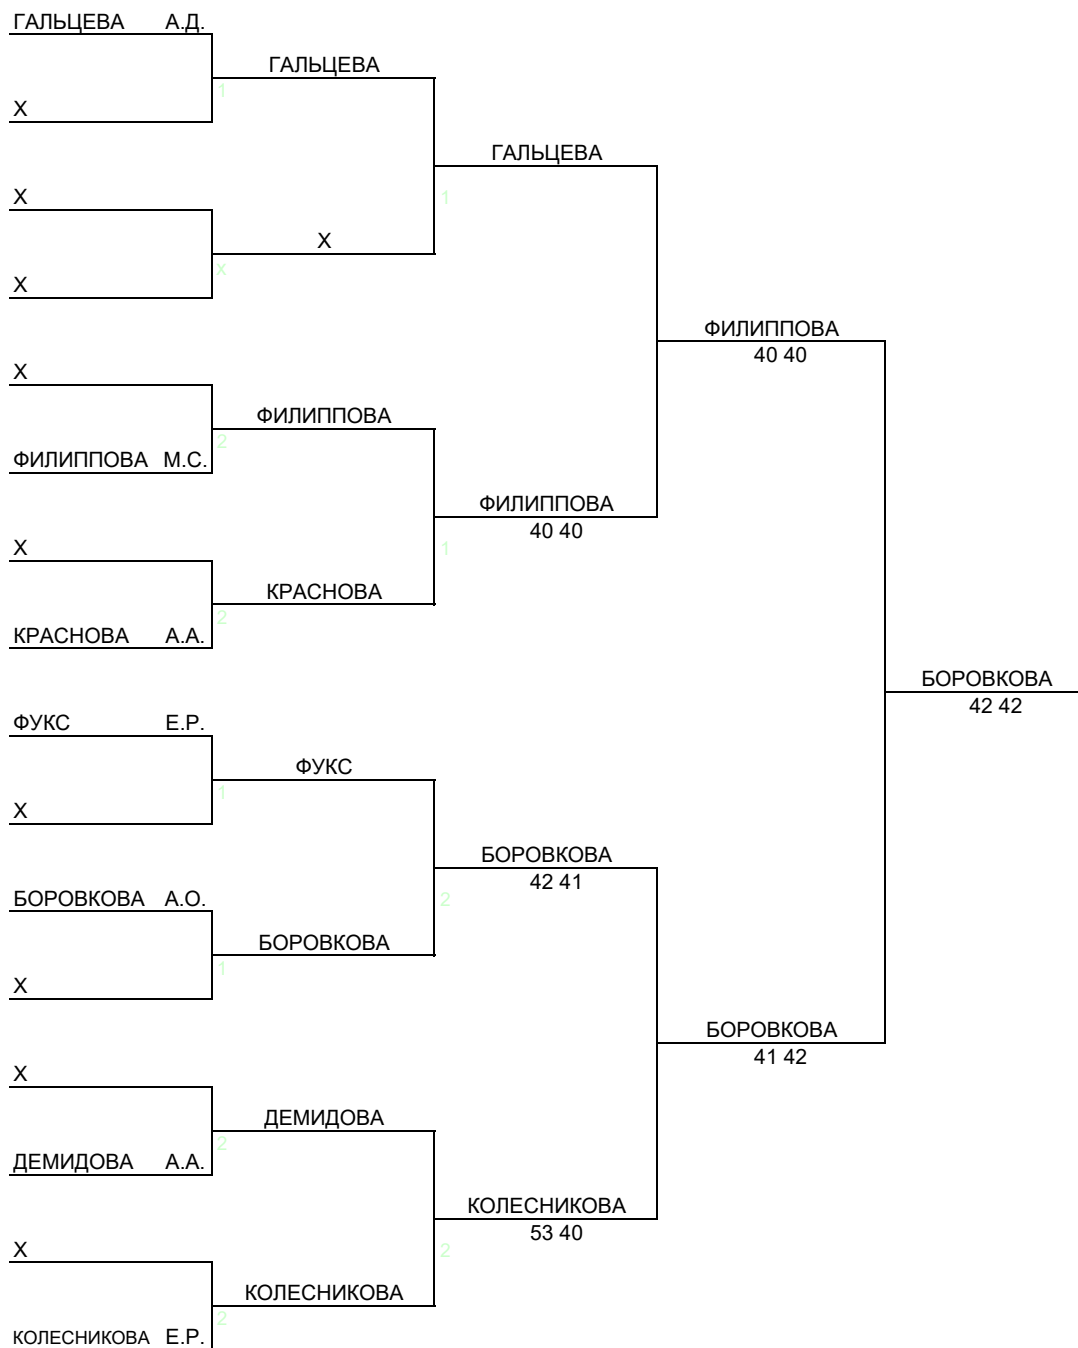 ГАЛЬЦЕВА А.Д.
ГАЛЬЦЕВА
1
Х
ГАЛЬЦЕВА
Х
1
Х
х
Х
ФИЛИППОВА
40 40
Х
ФИЛИППОВА
2
ФИЛИППОВА М.С.
ФИЛИППОВА
40 40
Х
1
КРАСНОВА
2
КРАСНОВА А.А.
БОРОВКОВА
42 42
ФУКС Е.Р.
ФУКС
1
Х
БОРОВКОВА
42 41
БОРОВКОВА А.О.
2
БОРОВКОВА
1
Х
БОРОВКОВА
41 42
Х
ДЕМИДОВА
2
ДЕМИДОВА А.А.
КОЛЕСНИКОВА
53 40
Х
2
КОЛЕСНИКОВА
2
КОЛЕСНИКОВА Е.Р.